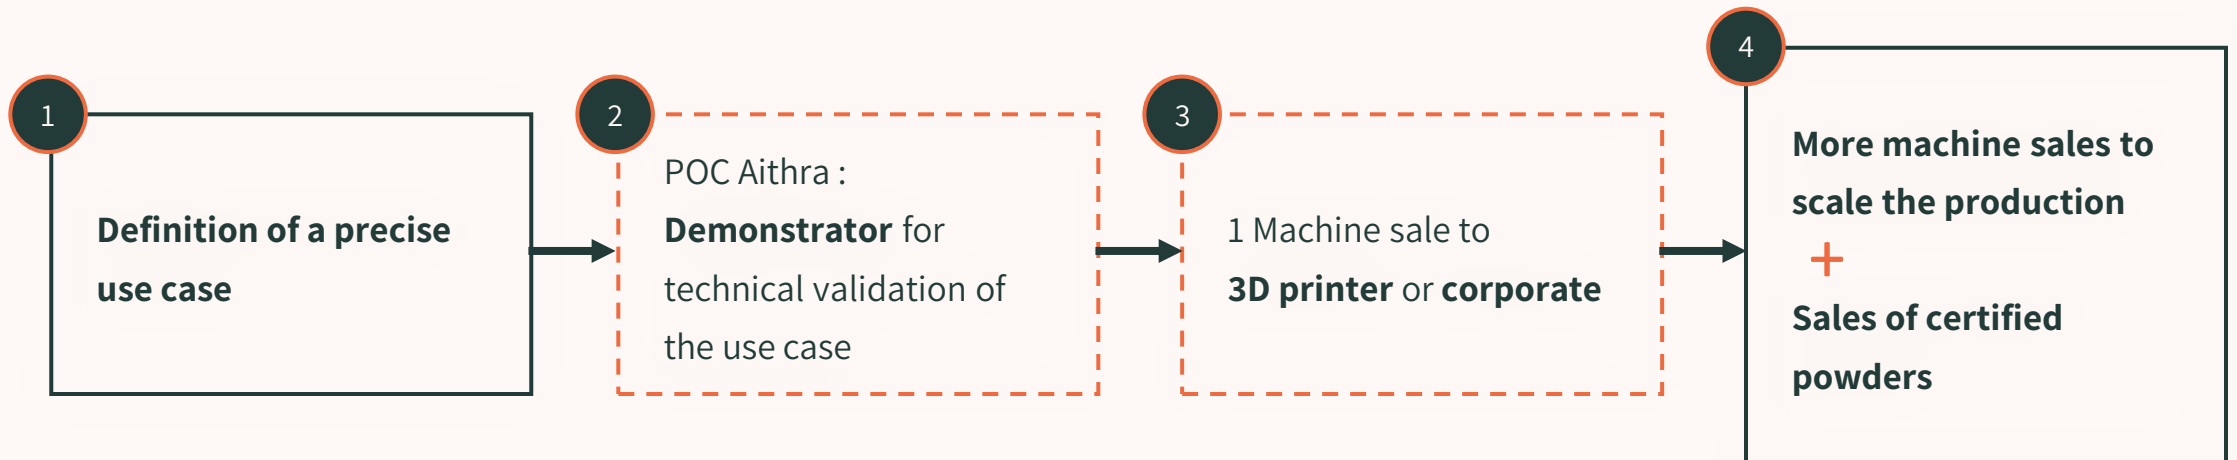 1
Definition of a precise
use case
2
POC Aithra :
Demonstrator for
technical validation of
the use case
3
1 Machine sale to
3D printer or corporate
4
More machine sales to
scale the production
+
Sales of certified
powders